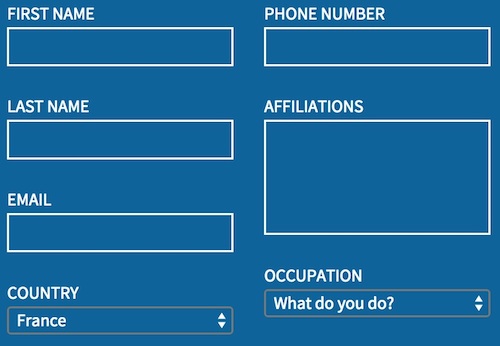 FIRST NAME
LAST NAME
EMAIL
COUNTRY
France
PHONE NUMBER
AFFILIATIONS
OCCUPATION
What do you do?